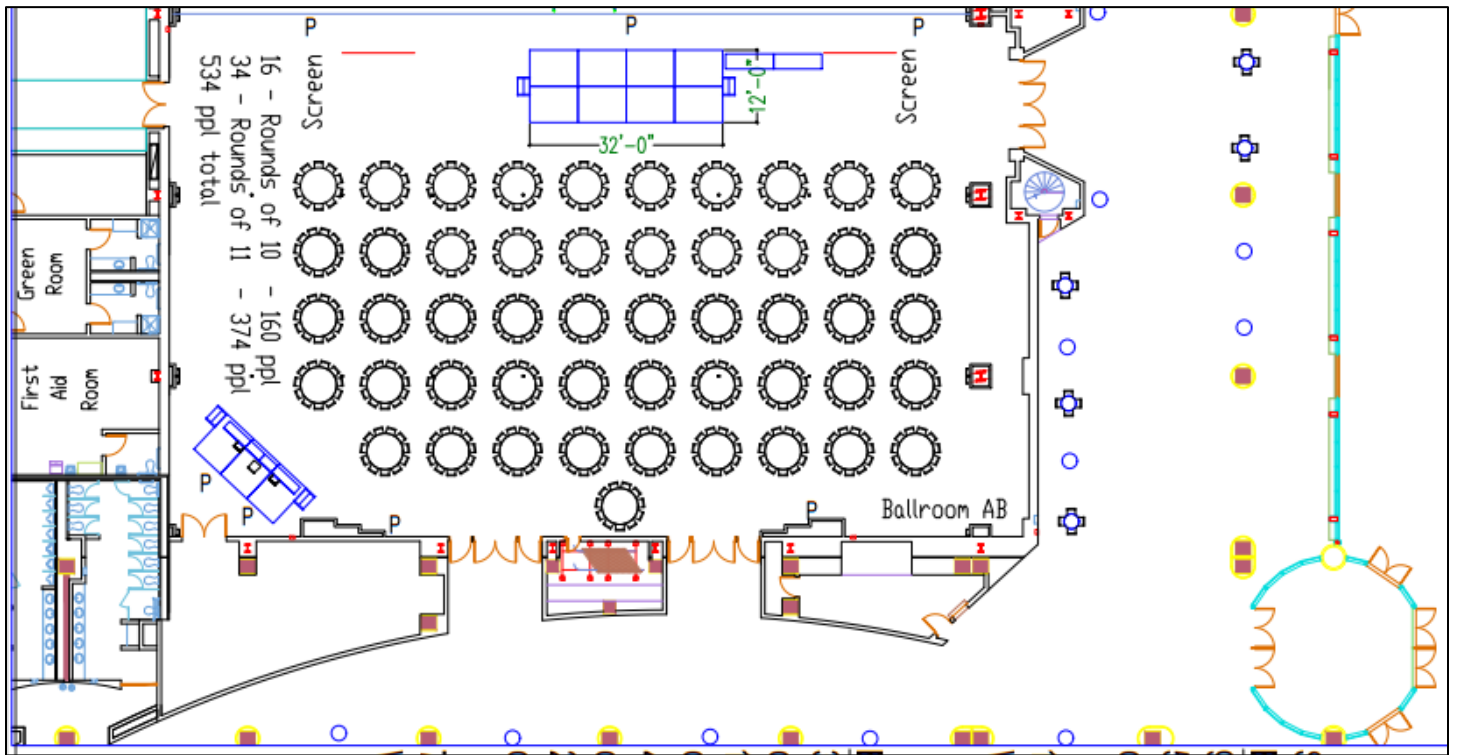 P
P
P
Screen
Screen
16 - Rounds of 10 - 160 ppl
34 - Rounds of 11 - 374 ppl
534 ppl total
12'-0"
32'-0"
Green
Room
First
Aid
Room
P
P
P
P
Ballroom AB